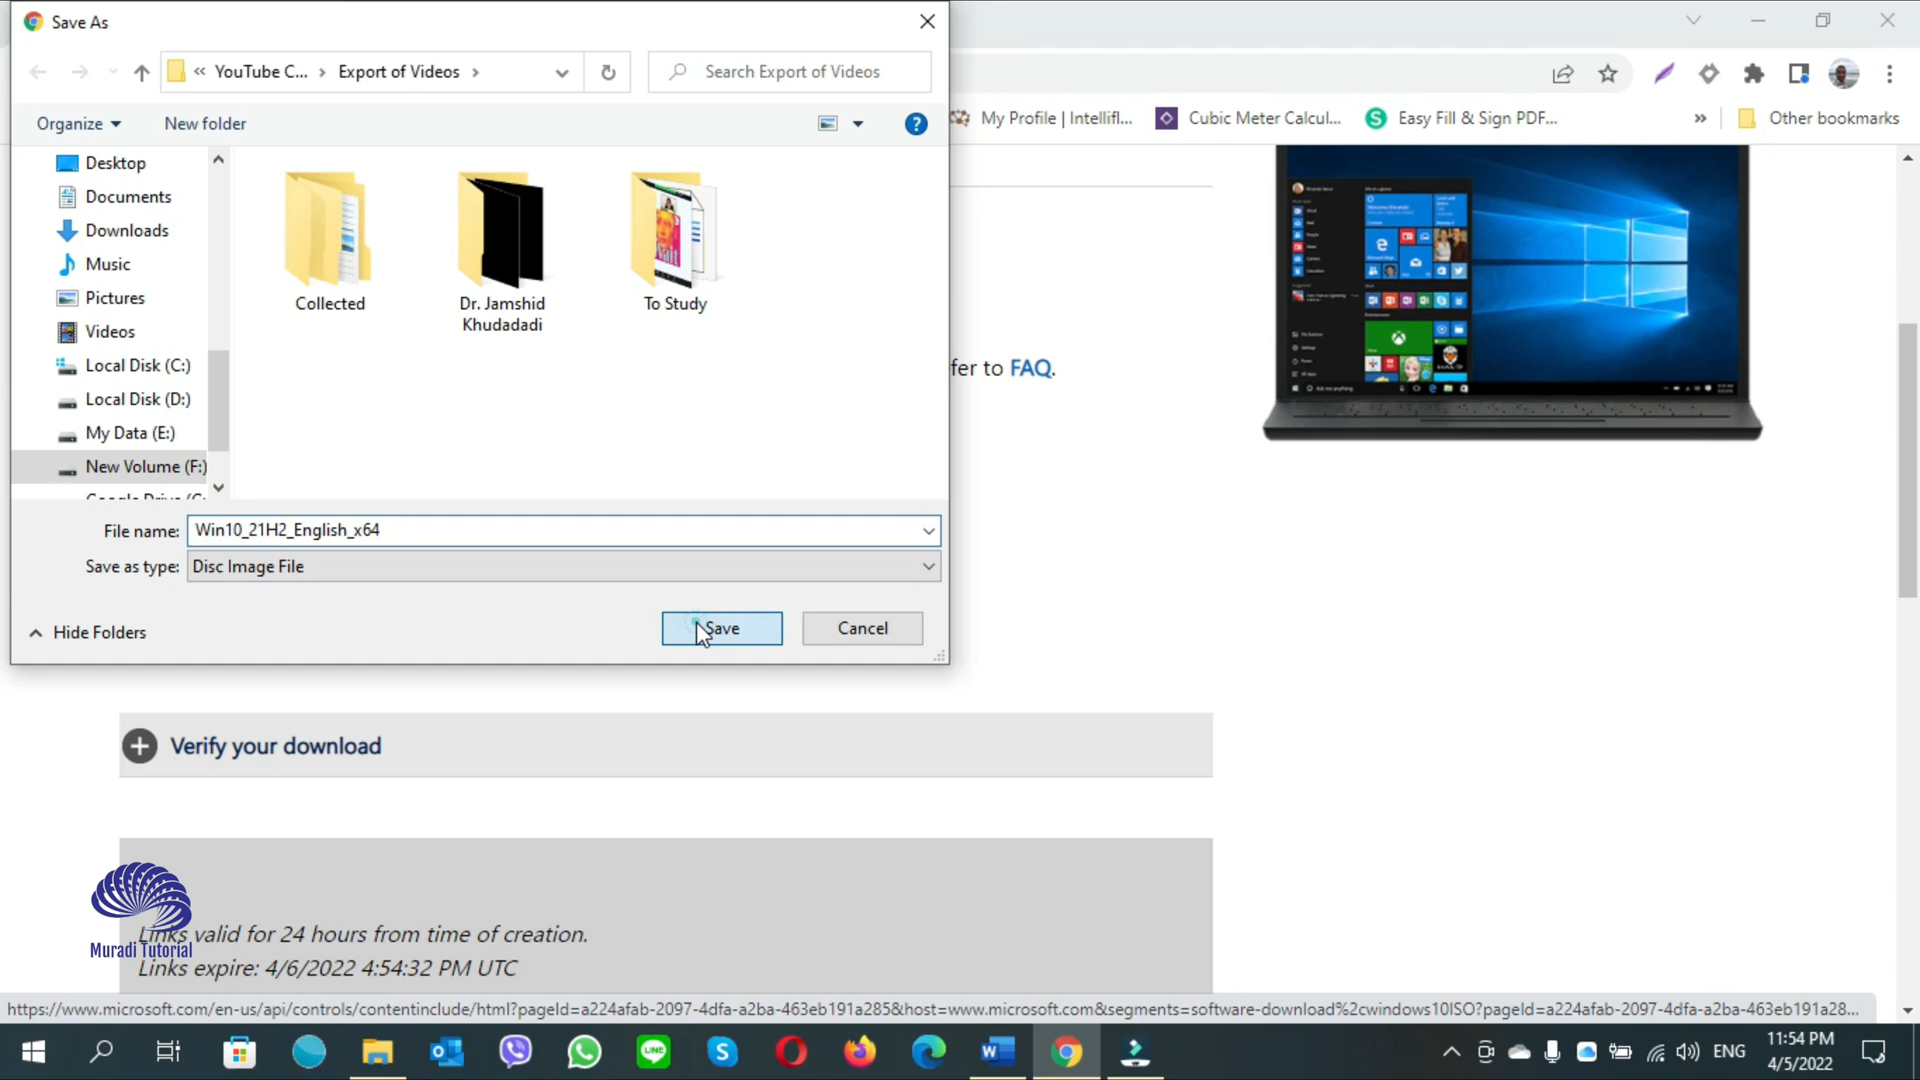 Save As
« YouTube C... › Export of Videos ›
Search Export of Videos
Organize
New folder
Desktop
Documents
Downloads
Music
Pictures
Videos
Local Disk (C:)
Local Disk (D:)
My Data (E:)
New Volume (F:)
Collected
Dr. Jamshid
Khudadadi
To Study
File name: Win10_21H2_English_x64
Save as type: Disc Image File
Hide Folders
Save
Cancel
My Profile | Intellifl...
Cubic Meter Calcul...
Easy Fill & Sign PDF...
»
Other bookmarks
fer to FAQ.
Verify your download
Links valid for 24 hours from time of creation.
Links expire: 4/6/2022 4:54:32 PM UTC
Muradi Tutorial
https://www.microsoft.com/en-us/api/controls/contentinclude/html?pageId=a224afab-2097-4dfa-a2ba-463eb191a285&host=www.microsoft.com&segments=software-download%2cwindows10ISO?pageId=a224afab-2097-4dfa-a2ba-463eb191a28...
LINE
ENG
11:54 PM
4/5/2022